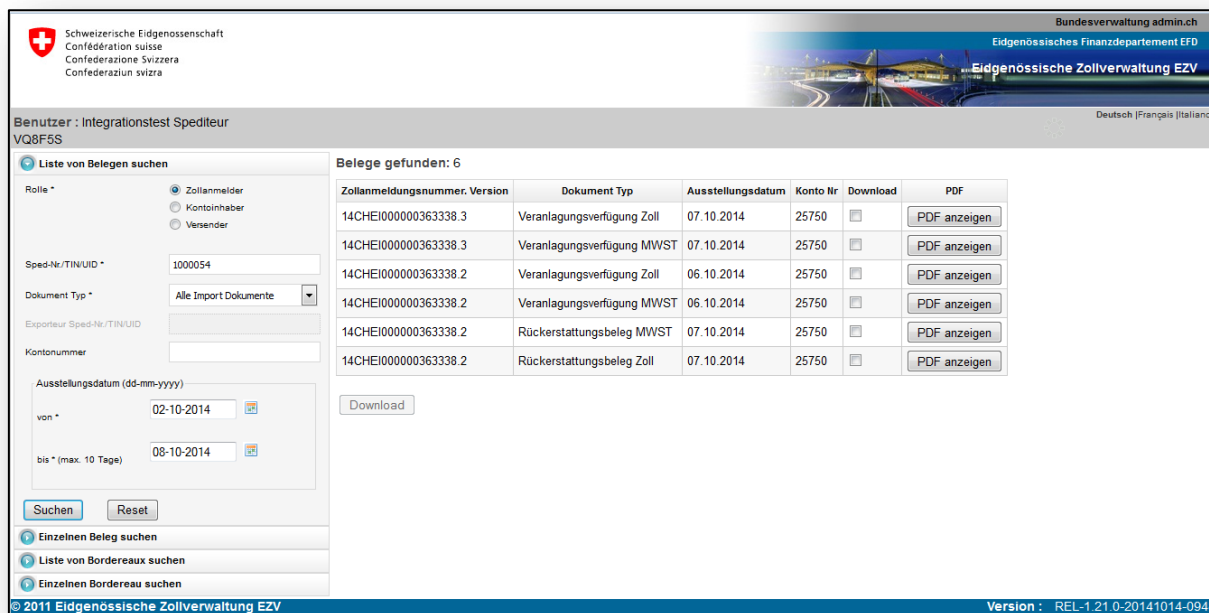 Schweizerische Eidgenossenschaft
Confédération suisse
Confederazione Svizzera
Confederaziun svizra
Bundesverwaltung admin.ch
Eidgenössisches Finanzdepartement EFD
Eidgenössische Zollverwaltung EZV
Deutsch |Français |Italiano
Benutzer : Integrationstest Spediteur
VQ8F5S
Liste von Belegen suchen
Rolle *
Zollanmelder
Kontoinhaber
Versender
Sped-Nr./TIN/UID * 1000054
Dokument Typ * Alle Import Dokumente
Exporteur Sped-Nr./TIN/UID
Kontonummer
Ausstellungsdatum (dd-mm-yyyy)
von * 02-10-2014
bis * (max. 10 Tage) 08-10-2014
Suchen Reset
Einzelnen Beleg suchen
Liste von Bordereaux suchen
Einzelnen Bordereau suchen
Belege gefunden: 6
Zollanmeldungsnummer. Version Dokument Typ Ausstellungsdatum Konto Nr Download PDF
14CHEI000000363338.3 Veranlagungsverfügung Zoll 07.10.2014 25750 PDF anzeigen
14CHEI000000363338.3 Veranlagungsverfügung MWST 07.10.2014 25750 PDF anzeigen
14CHEI000000363338.2 Veranlagungsverfügung Zoll 06.10.2014 25750 PDF anzeigen
14CHEI000000363338.2 Veranlagungsverfügung MWST 06.10.2014 25750 PDF anzeigen
14CHEI000000363338.2 Rückerstattungsbeleg MWST 07.10.2014 25750 PDF anzeigen
14CHEI000000363338.2 Rückerstattungsbeleg Zoll 07.10.2014 25750 PDF anzeigen
Download
© 2011 Eidgenössische Zollverwaltung EZV
Version : REL-1.21.0-20141014-094